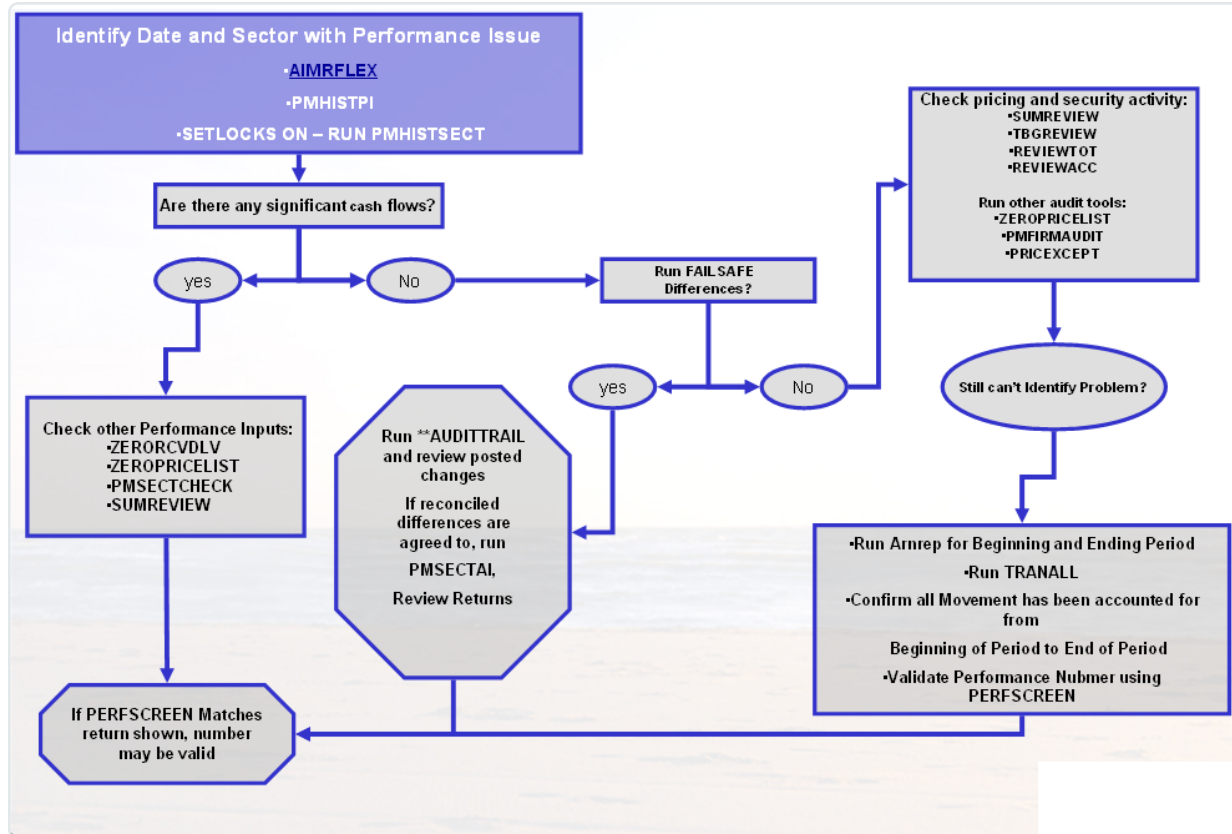 Identify Date and Sector with Performance Issue
•AIMRFLEX
•PMHISTPI
•SETLOCKS ON – RUN PMHISTSECT
Are there any significant cash flows?
yes
No
Check other Performance Inputs:
•ZERORCVDLV
•ZEROPRICELIST
•PMSECTCHECK
•SUMREVIEW
Run FAILSAFE
Differences?
yes
No
Run **AUDITTRAIL
and review posted
changes
If reconciled
differences are
agreed to, run
PMSECTAI,
Review Returns
Check pricing and security activity:
•SUMREVIEW
•TBGREVIEW
•REVIEWTOT
•REVIEWACC
Run other audit tools:
•ZEROPRICELIST
•PMFIRMAUDIT
•PRICEXCEPT
Still can't Identify Problem?
•Run Arnrep for Beginning and Ending Period
•Run TRANALL
•Confirm all Movement has been accounted for
from
Beginning of Period to End of Period
•Validate Performance Nubmer using
PERFSCREEN
If PERFSCREEN Matches
return shown, number
may be valid